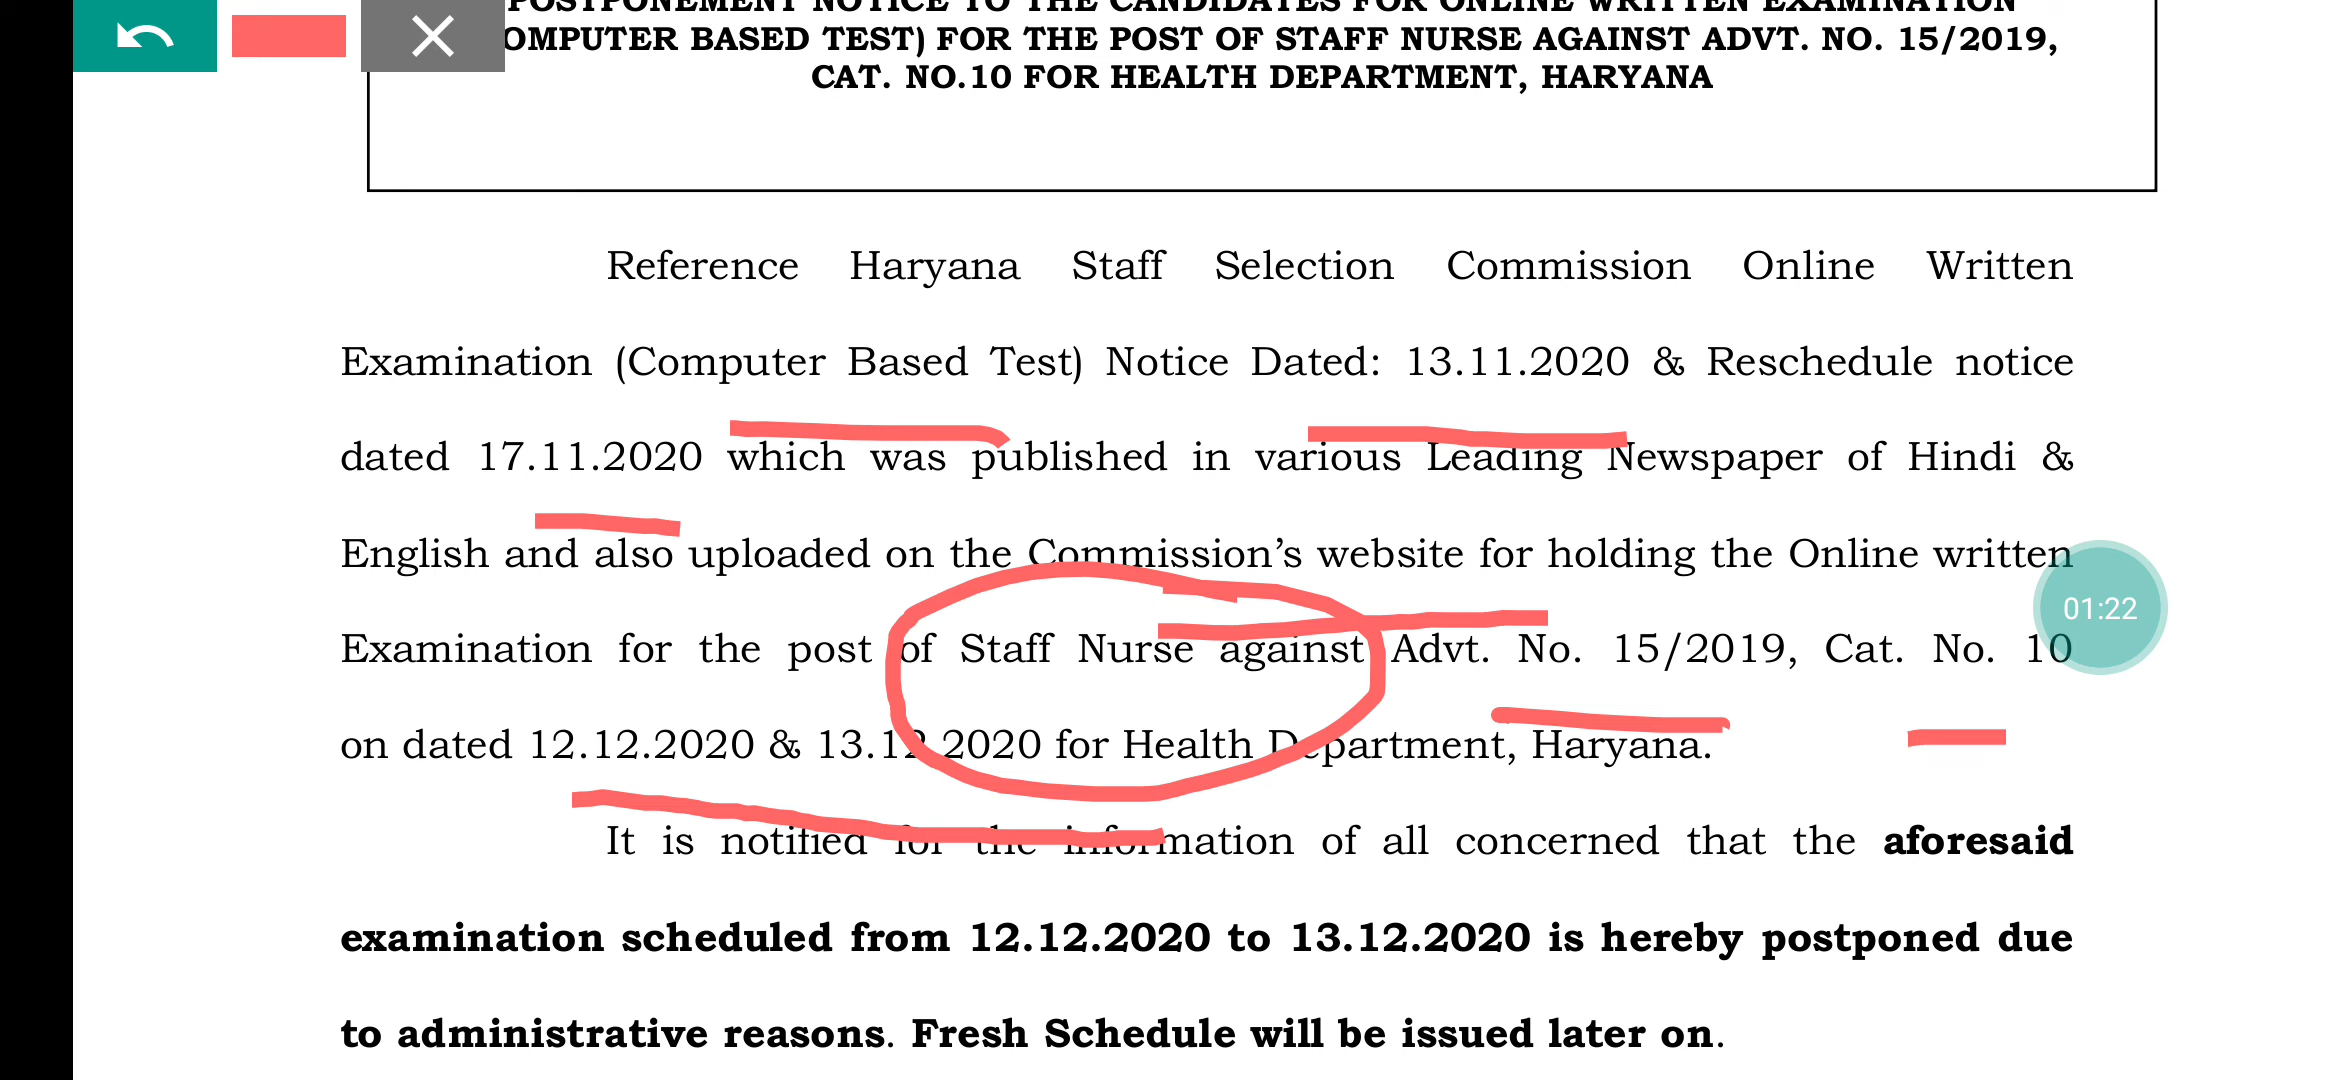 POSTPONEMENT NOTICE TO THE CANDIDATES FOR ONLINE WRITTEN EXAMINATION
OMPUTER BASED TEST) FOR THE POST OF STAFF NURSE AGAINST ADVT. NO. 15/2019,
CAT. NO.10 FOR HEALTH DEPARTMENT, HARYANA
Reference Haryana Staff Selection Commission Online Written
Examination (Computer Based Test) Notice Dated: 13.11.2020 & Reschedule notice
dated 17.11.2020 which was published in various Leading Newspaper of Hindi &
English and also uploaded on the Commission’s website for holding the Online written
01:22
Examination for the post of Staff Nurse against Advt. No. 15/2019, Cat. No. 10
on dated 12.12.2020 & 13.12.2020 for Health Department, Haryana.
It is notified for the information of all concerned that the aforesaid
examination scheduled from 12.12.2020 to 13.12.2020 is hereby postponed due
to administrative reasons. Fresh Schedule will be issued later on.